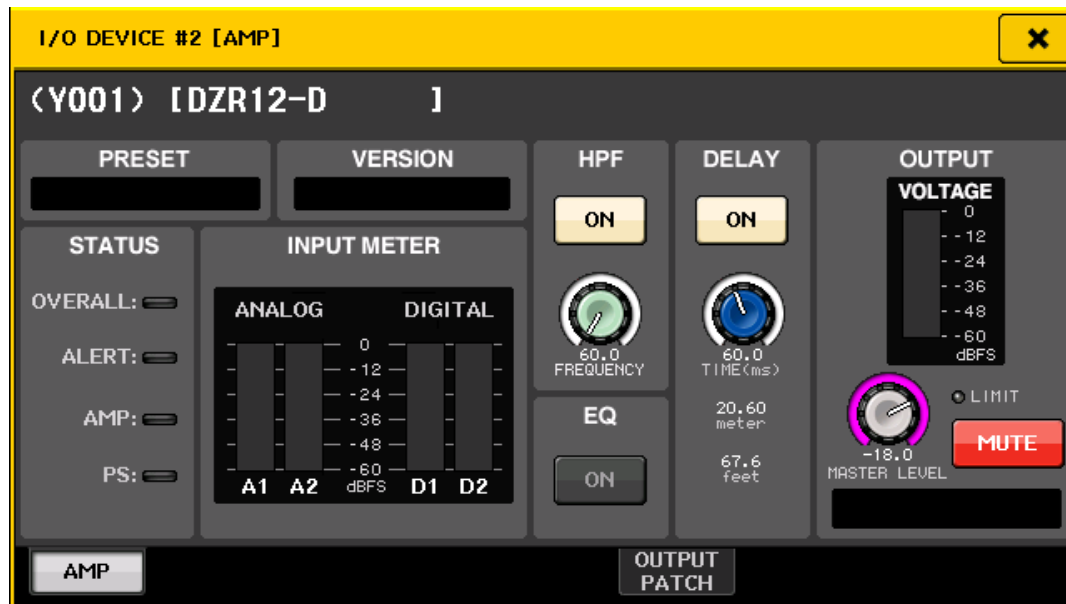 I/O DEVICE #2 [AMP]
(Y001) [DZR12-D ]
PRESET
VERSION
HPF
DELAY
OUTPUT
ON
ON
VOLTAGE
0
-12
-24
-36
-48
-60
dBFS
STATUS
OVERALL:
ALERT:
AMP:
PS:
INPUT METER
ANALOG DIGITAL
0
-12
-24
-36
-48
-60
A1 A2 dBFS D1 D2
60.0
FREQUENCY
60.0
TIME(ms)
20.60
meter
67.6
feet
EQ
ON
LIMIT
MUTE
-18.0
MASTER LEVEL
AMP
OUTPUT
PATCH